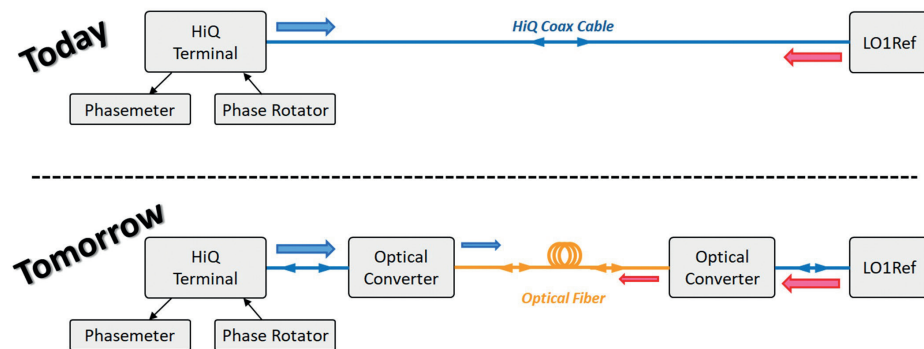 Today
HiQ
Terminal
HiQ Coax Cable
LO1Ref
Phasemeter
Phase Rotator
Tomorrow
HiQ
Terminal
Optical
Converter
Optical Fiber
Optical
Converter
LO1Ref
Phasemeter
Phase Rotator